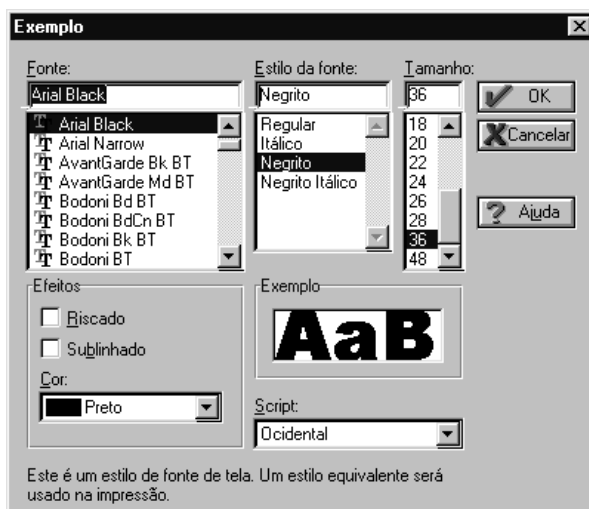 Exemplo
Fonte:
Arial Black
Arial Black
Arial Narrow
AvantGarde Bk BT
AvantGarde Md BT
Bodoni Bd BT
Bodoni BdCn BT
Bodoni Bk BT
Bodoni BT
Estilo da fonte:
Negrito
Regular
Itálico
Negrito
Negrito Itálico
Tamanho:
36
18
20
22
24
26
28
36
48
OK
Cancelar
Ajuda
Efeitos
Riscado
Sublinhado
Cor:
Preto
Exemplo
AaB
Script:
Ocidental
Este é um estilo de fonte de tela. Um estilo equivalente será
usado na impressão.